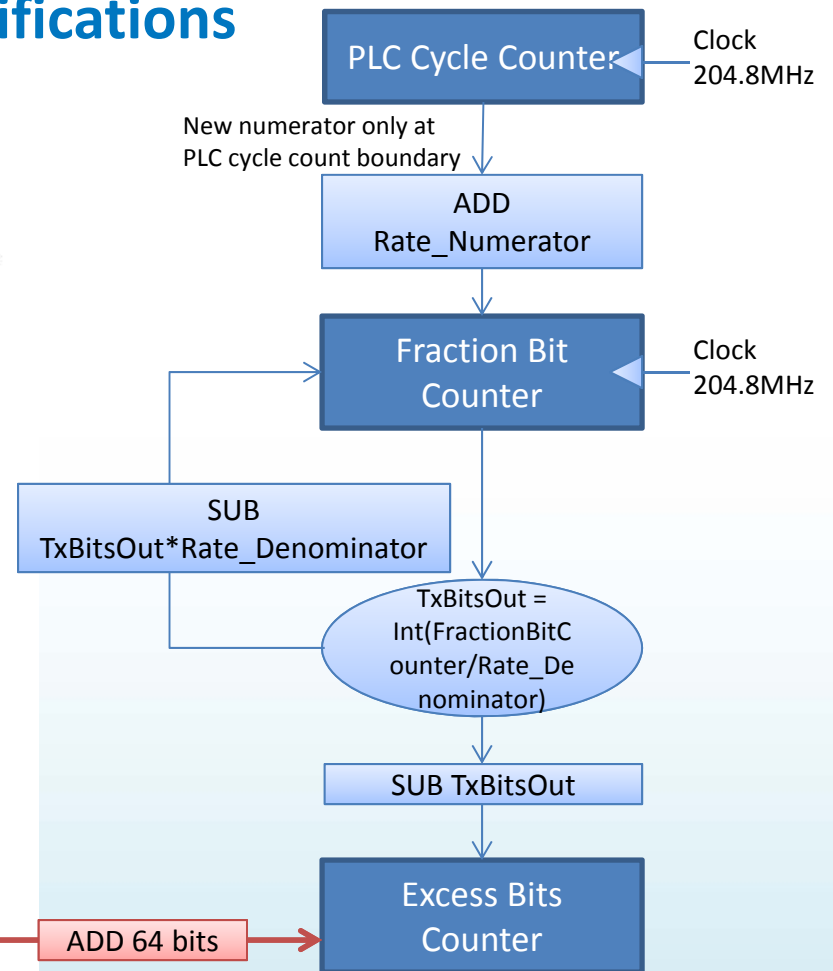 ifications
PLC Cycle Counter
Clock
204.8MHz
New numerator only at
PLC cycle count boundary
ADD
Rate_Numerator
Fraction Bit
Counter
Clock
204.8MHz
SUB
TxBitsOut*Rate_Denominator
TxBitsOut =
Int(FractionBitC
ounter/Rate_De
nominator)
SUB TxBitsOut
Excess Bits
Counter
ADD 64 bits